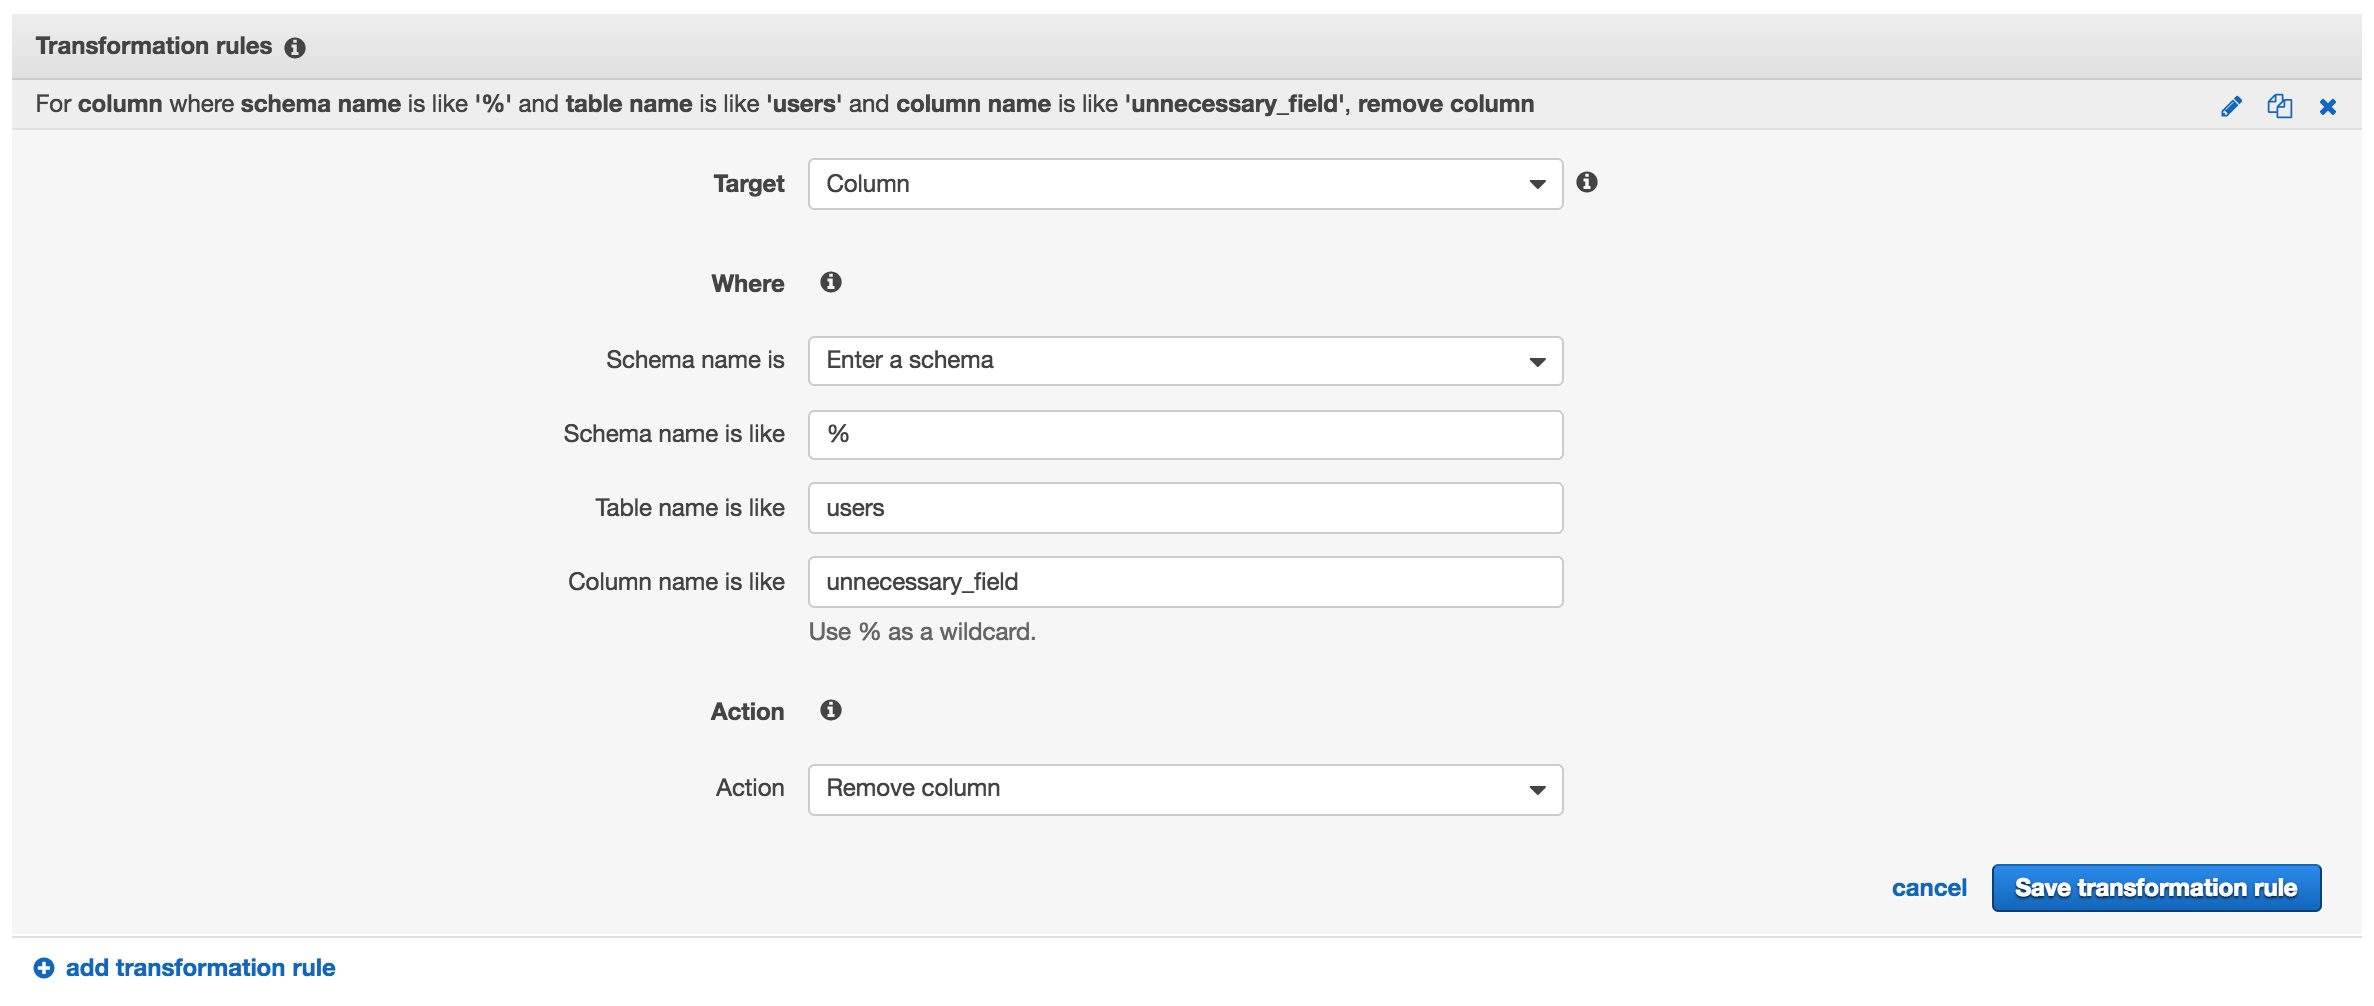 Transformation rules
For column where schema name is like '%' and table name is like 'users' and column name is like 'unnecessary_field', remove column
Target Column
Where
Schema name is Enter a schema
Schema name is like %
Table name is like users
Column name is like unnecessary_field
Use % as a wildcard.
Action
Action Remove column
cancel Save transformation rule
add transformation rule